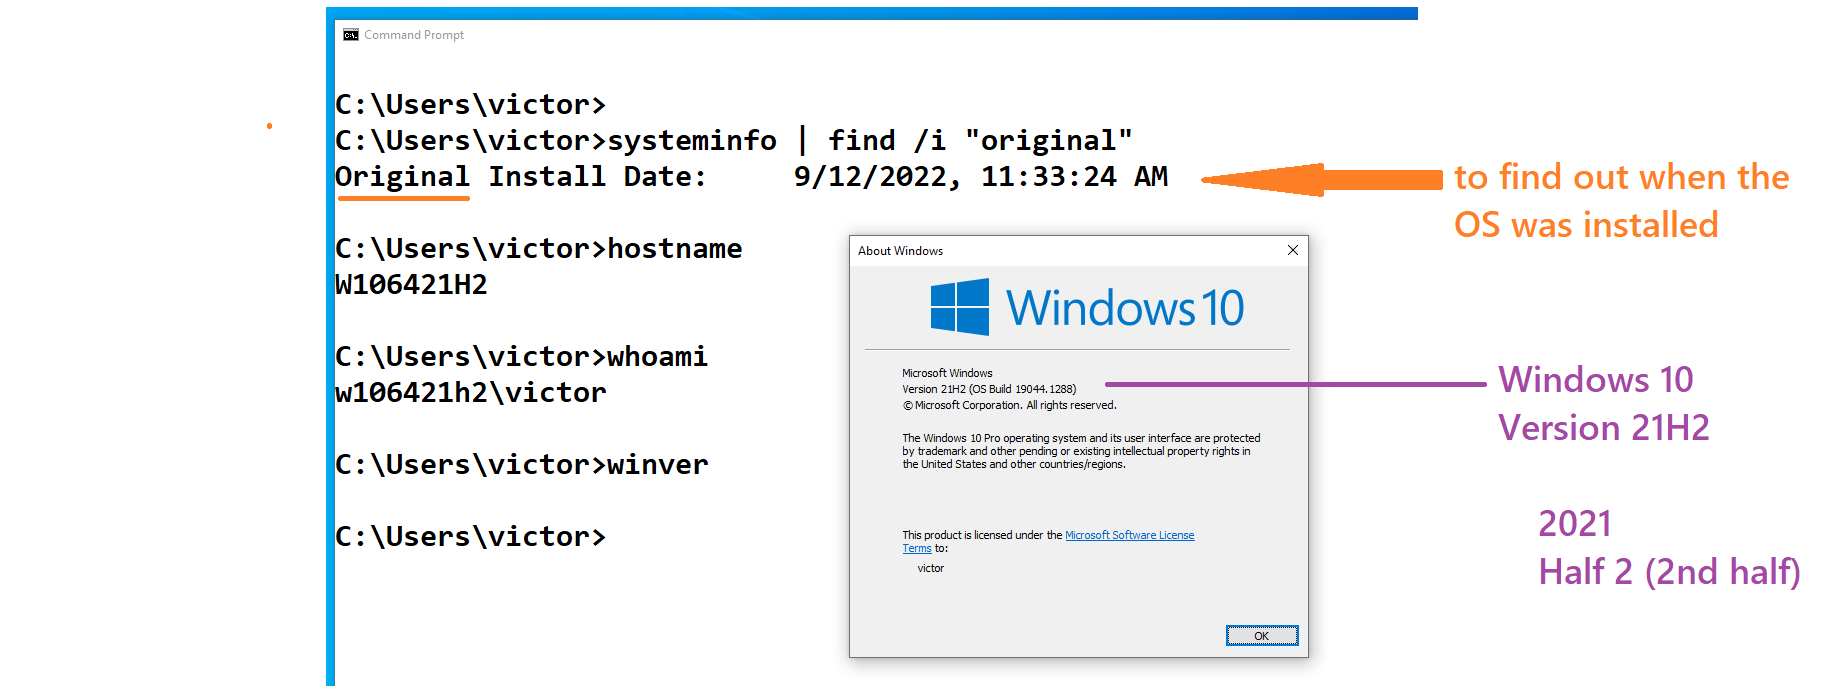 Command Prompt
C:\Users\victor>
C:\Users\victor>systeminfo | find /i "original"
Original Install Date:     9/12/2022, 11:33:24 AM
to find out when the
OS was installed
C:\Users\victor>hostname
W106421H2
C:\Users\victor>whoami
w106421h2\victor
C:\Users\victor>winver
C:\Users\victor>
About Windows
Windows 10
Microsoft Windows
Version 21H2 (OS Build 19044.1288)
© Microsoft Corporation. All rights reserved.
The Windows 10 Pro operating system and its user interface are protected
by trademark and other pending or existing intellectual property rights in
the United States and other countries/regions.
This product is licensed under the Microsoft Software License
Terms to:
victor
OK
Windows 10
Version 21H2
2021
Half 2 (2nd half)